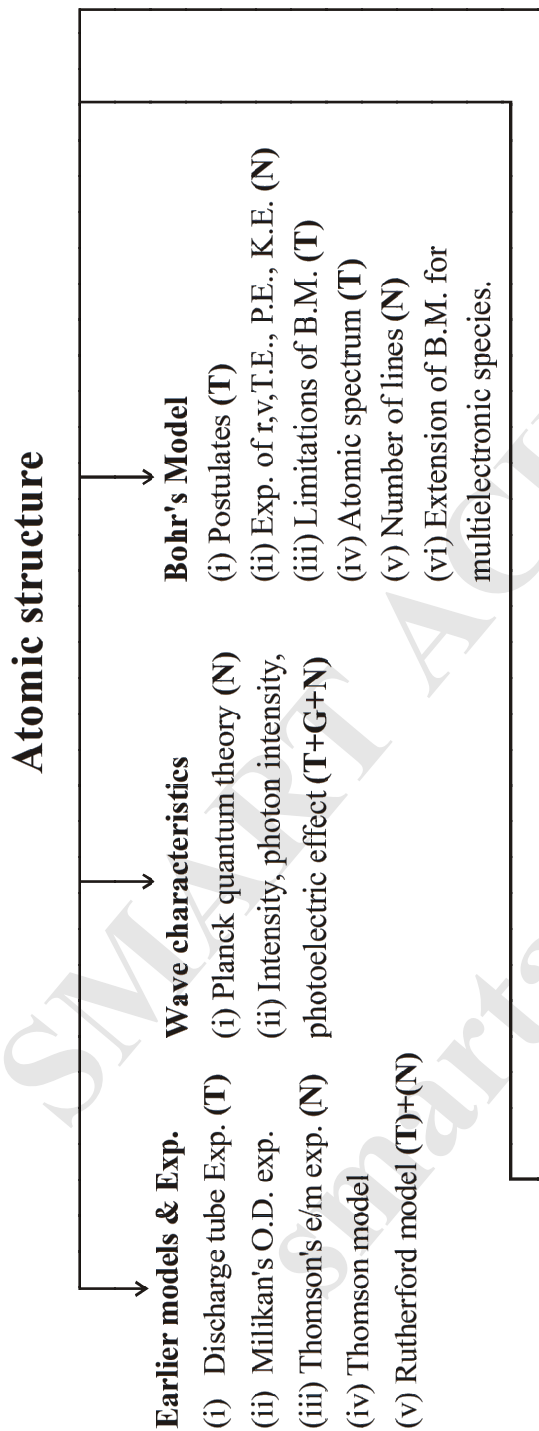 Atomic structure
Earlier models & Exp.
(i) Discharge tube Exp. (T)
(ii) Milikan's O.D. exp.
(iii) Thomson's e/m exp. (N)
(iv) Thomson model
(v) Rutherford model (T)+(N)
Wave characteristics
(i) Planck quantum theory (N)
(ii) Intensity, photon intensity,
photoelectric effect (T+G+N)
Bohr's Model
(i) Postulates (T)
(ii) Exp. of r,v,T.E., P.E., K.E. (N)
(iii) Limitations of B.M. (T)
(iv) Atomic spectrum (T)
(v) Number of lines (N)
(vi) Extension of B.M. for
multielectronic species.
SMART